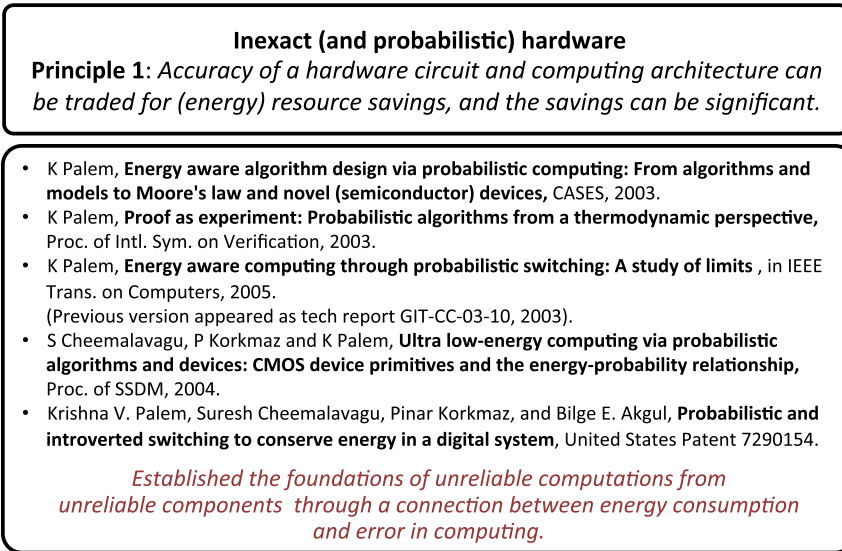 Inexact (and probabilistic) hardware
Principle 1: Accuracy of a hardware circuit and computing architecture can
be traded for (energy) resource savings, and the savings can be significant.
• K Palem, Energy aware algorithm design via probabilistic computing: From algorithms and
models to Moore's law and novel (semiconductor) devices, CASES, 2003.
• K Palem, Proof as experiment: Probabilistic algorithms from a thermodynamic perspective,
Proc. of Intl. Sym. on Verification, 2003.
• K Palem, Energy aware computing through probabilistic switching: A study of limits , in IEEE
Trans. on Computers, 2005.
(Previous version appeared as tech report GIT-CC-03-10, 2003).
• S Cheemalavagu, P Korkmaz and K Palem, Ultra low-energy computing via probabilistic
algorithms and devices: CMOS device primitives and the energy-probability relationship,
Proc. of SSDM, 2004.
• Krishna V. Palem, Suresh Cheemalavagu, Pinar Korkmaz, and Bilge E. Akgul, Probabilistic and
introverted switching to conserve energy in a digital system, United States Patent 7290154.
Established the foundations of unreliable computations from
unreliable components through a connection between energy consumption
and error in computing.